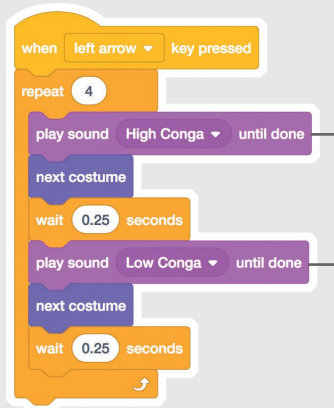 when left arrow key pressed
repeat 4
play sound High Conga until done
next costume
wait 0.25 seconds
play sound Low Conga until done
next costume
wait 0.25 seconds